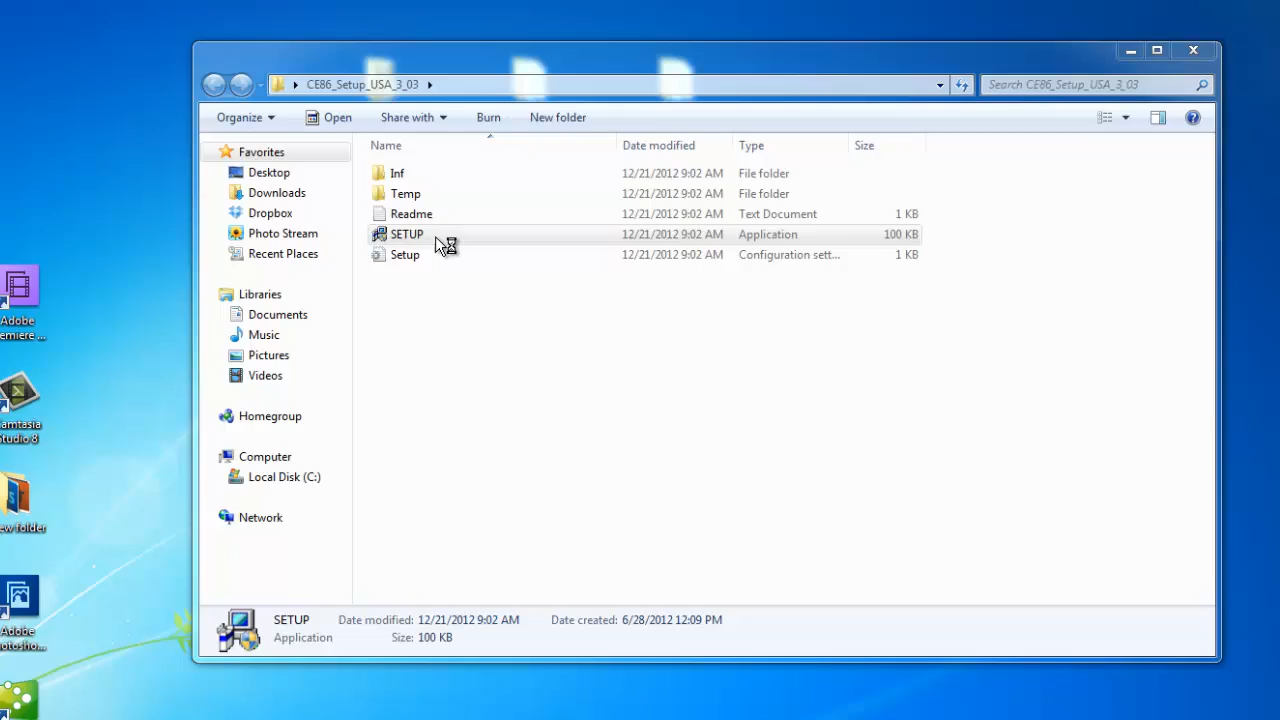 CE86_Setup_USA_3_03
Search CE86_Setup_USA_3_03
Organize
Open
Share with
Burn
New folder
Name
Date modified
Type
Size
Favorites
Desktop
Downloads
Dropbox
Photo Stream
Recent Places
Libraries
Documents
Music
Pictures
Videos
Homegroup
Computer
Local Disk (C:)
Network
Inf 12/21/2012 9:02 AM File folder
Temp 12/21/2012 9:02 AM File folder
Readme 12/21/2012 9:02 AM Text Document 1 KB
SETUP 12/21/2012 9:02 AM Application 100 KB
Setup 12/21/2012 9:02 AM Configuration sett... 1 KB
SETUP Date modified: 12/21/2012 9:02 AM Date created: 6/28/2012 12:09 PM
Application Size: 100 KB
Adobe
emiere ...
amtasia
Studio 8
ew folder
Adobe
otosho...